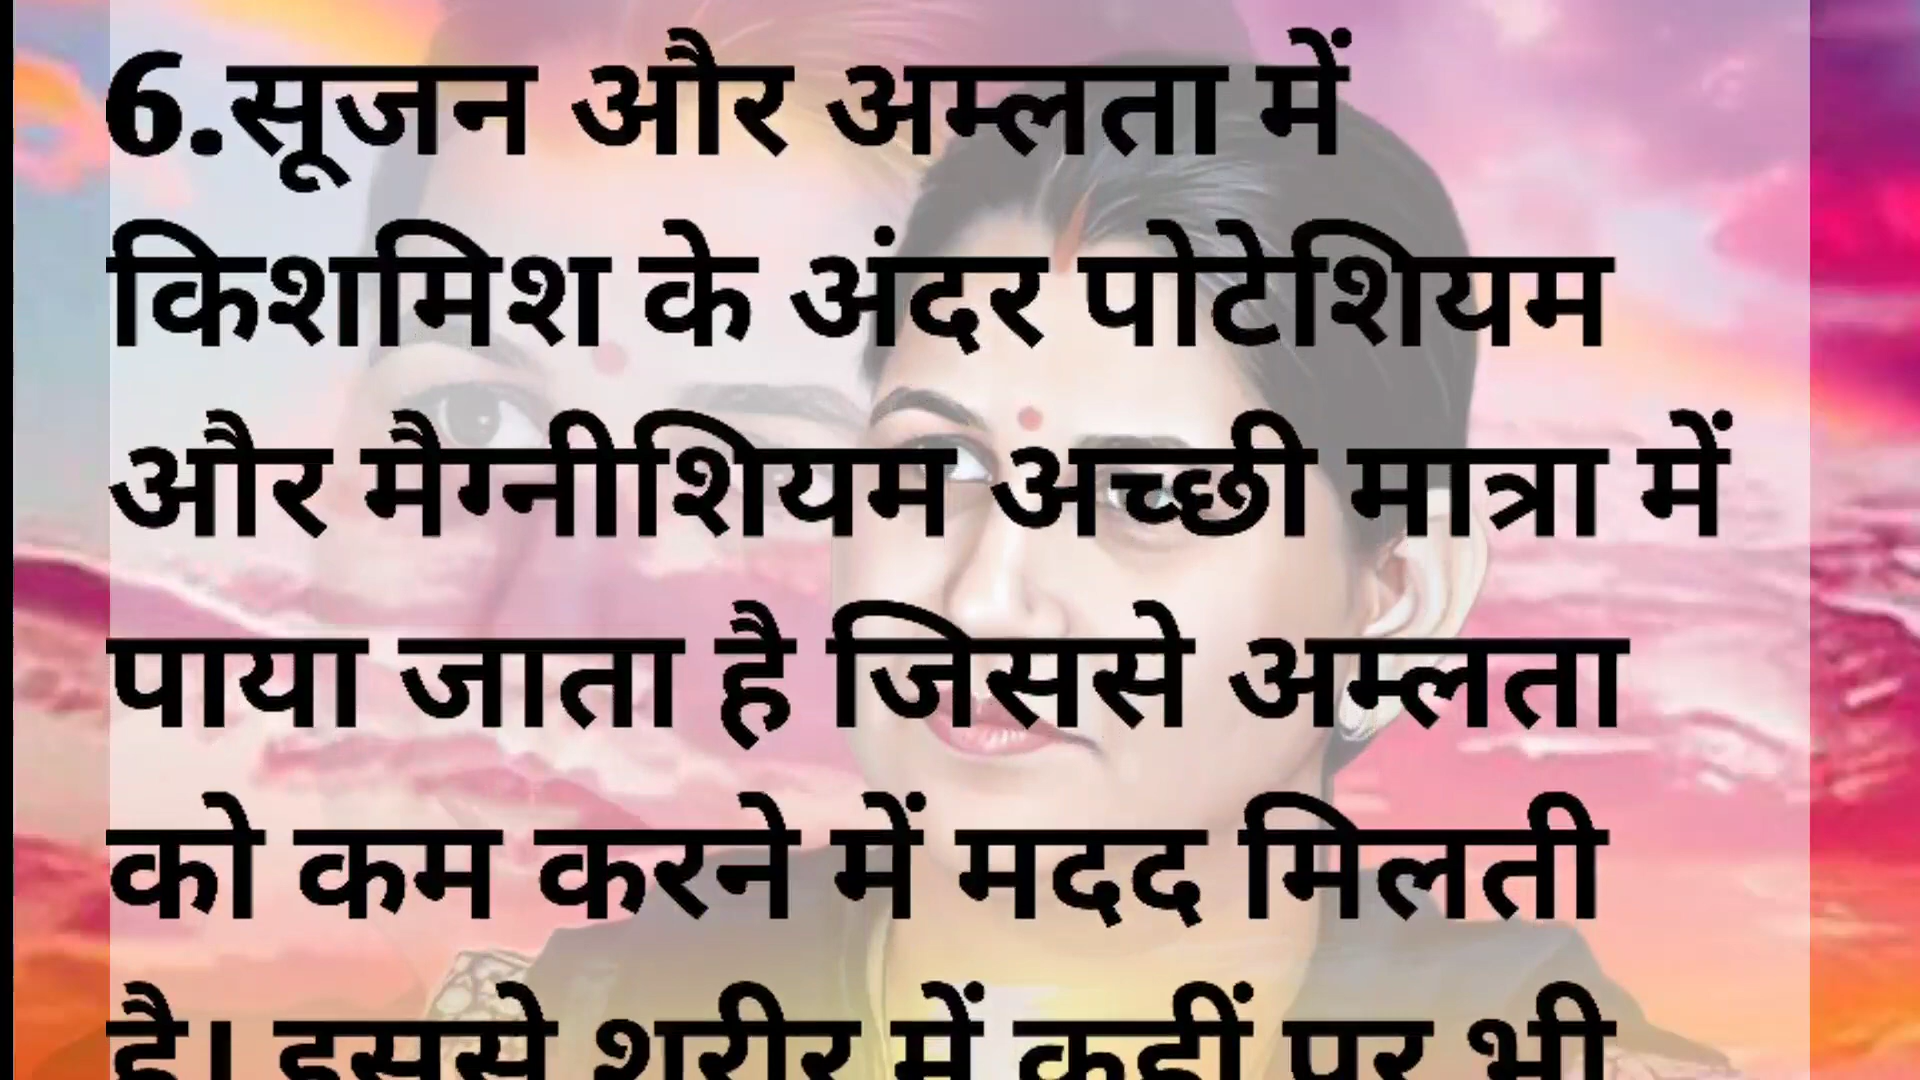 6.सूजन और अम्लता में
किशमिश के अंदर पोटेशियम
और मैग्नीशियम अच्छी मात्रा में
पाया जाता है जिससे अम्लता
को कम करने में मदद मिलती
है। इससे शरीर में कहीं पर भी